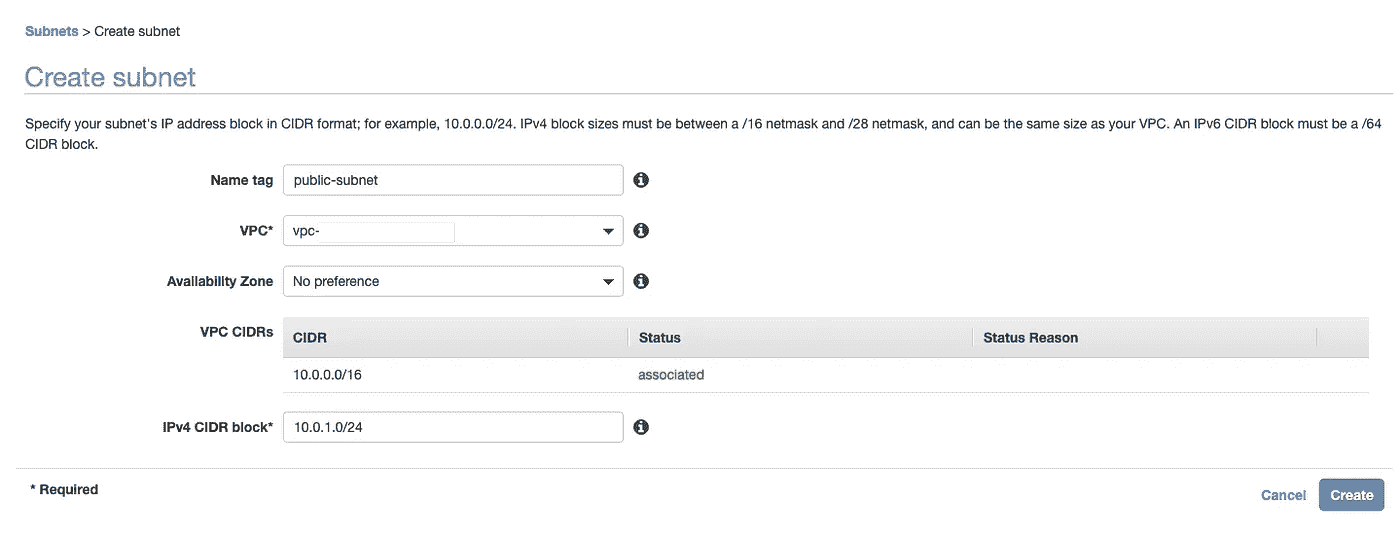 Subnets > Create subnet
Create subnet
Specify your subnet's IP address block in CIDR format; for example, 10.0.0.0/24. IPv4 block sizes must be between a /16 netmask and /28 netmask, and can be the same size as your VPC. An IPv6 CIDR block must be a /64
CIDR block.
Name tag public-subnet
VPC* vpc-
Availability Zone No preference
VPC CIDRs CIDR Status Status Reason
10.0.0.0/16 associated
IPv4 CIDR block* 10.0.1.0/24
* Required
Cancel Create